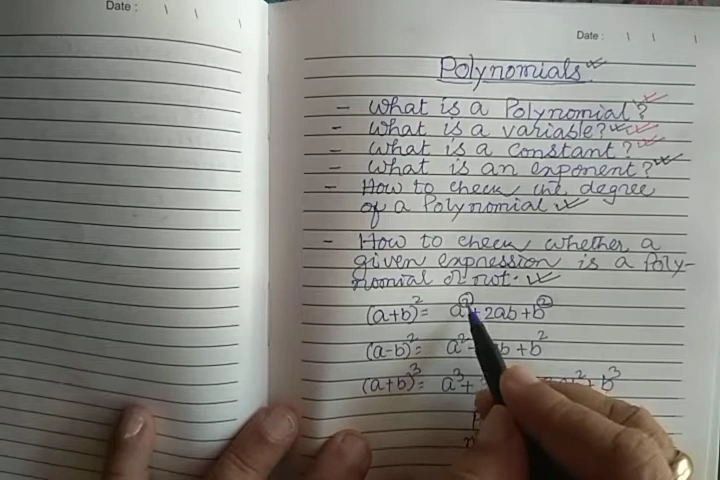 Date :
Date :
Polynomials
- What is a Polynomial?
- What is a variable?
- What is a constant?
- What is an exponent?
- How to check the degree
of a Polynomial
- How to check whether a
given expression is a Poly-
nomial or not.
(a+b)²= a²+2ab+b²
(a-b)²= a²- b+b²
(a+b)³= a³+ b²+b³